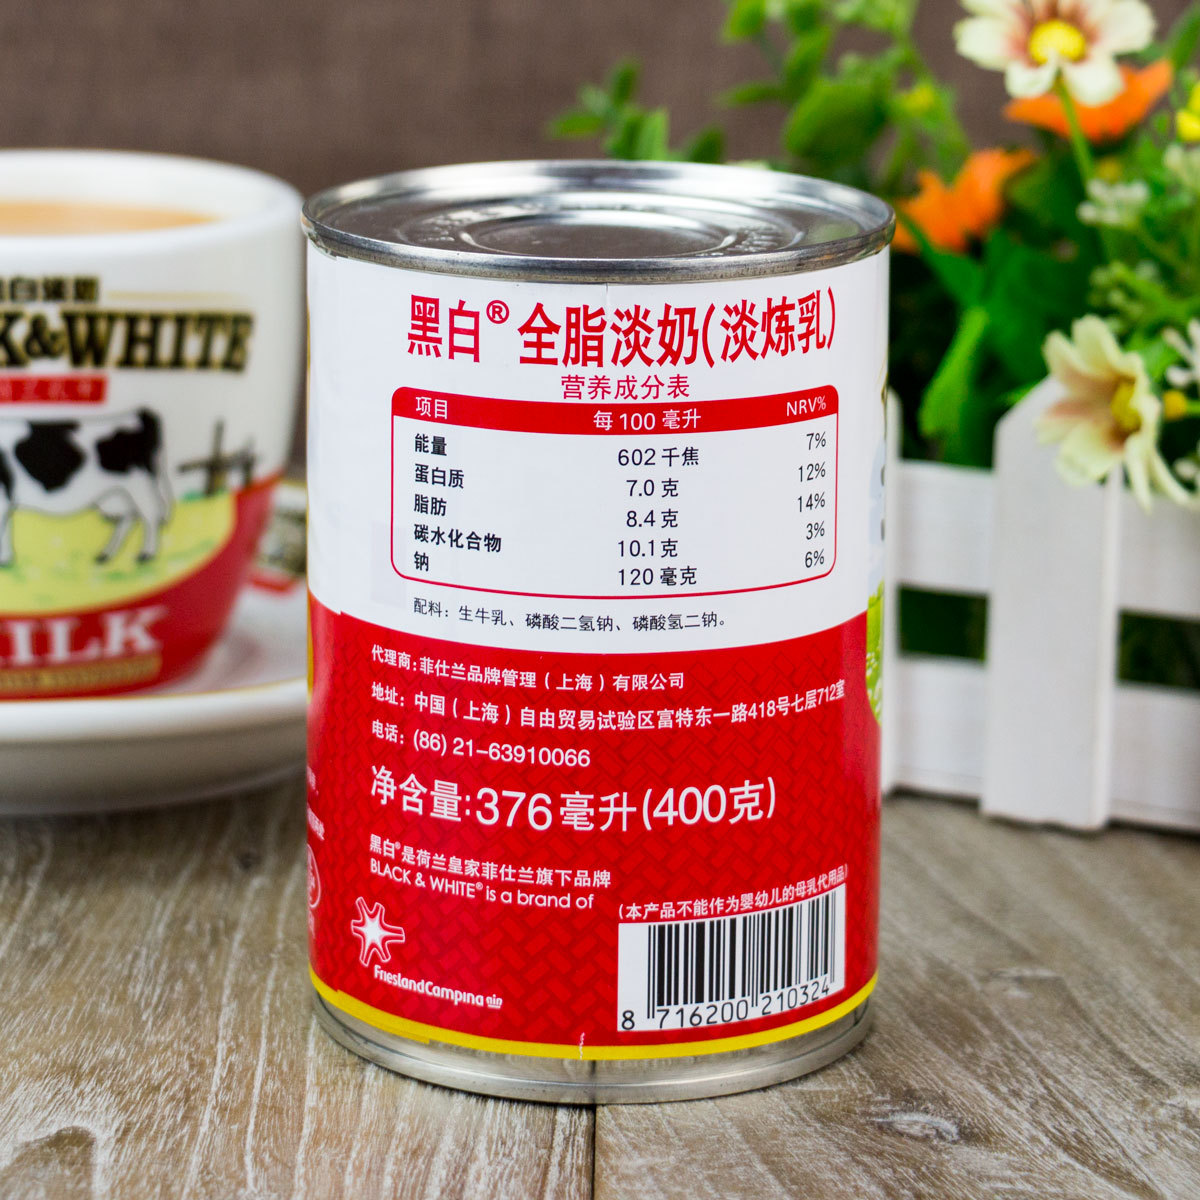 黑白® 全脂淡奶(淡炼乳)
营养成分表
项目 每100毫升 NRV%
能量 602千焦 7%
蛋白质 7.0克 12%
脂肪 8.4克 14%
碳水化合物 10.1克 3%
钠 120毫克 6%
配料：生牛乳、磷酸二氢钠、磷酸氢二钠。
代理商：菲仕兰品牌管理（上海）有限公司
地址：中国（上海）自由贸易试验区富特东一路418号七层712室
电话：(86) 21-63910066
净含量:376毫升(400克)
黑白®是荷兰皇家菲仕兰旗下品牌
BLACK & WHITE® is a brand of
FrieslandCampina
(本产品不能作为婴幼儿的母乳代用品)
8 716200 210324
K&WHITE
ILK